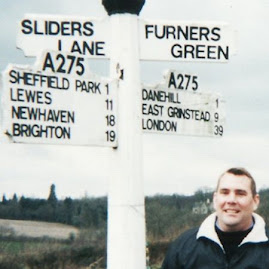 SLIDERS
LANE
FURNERS
GREEN
A275
SHEFFIELD PARK 1
LEWES 11
NEWHAVEN 18
BRIGHTON 19
A275
DANEHILL 1
EAST GRINSTEAD 9
LONDON 39